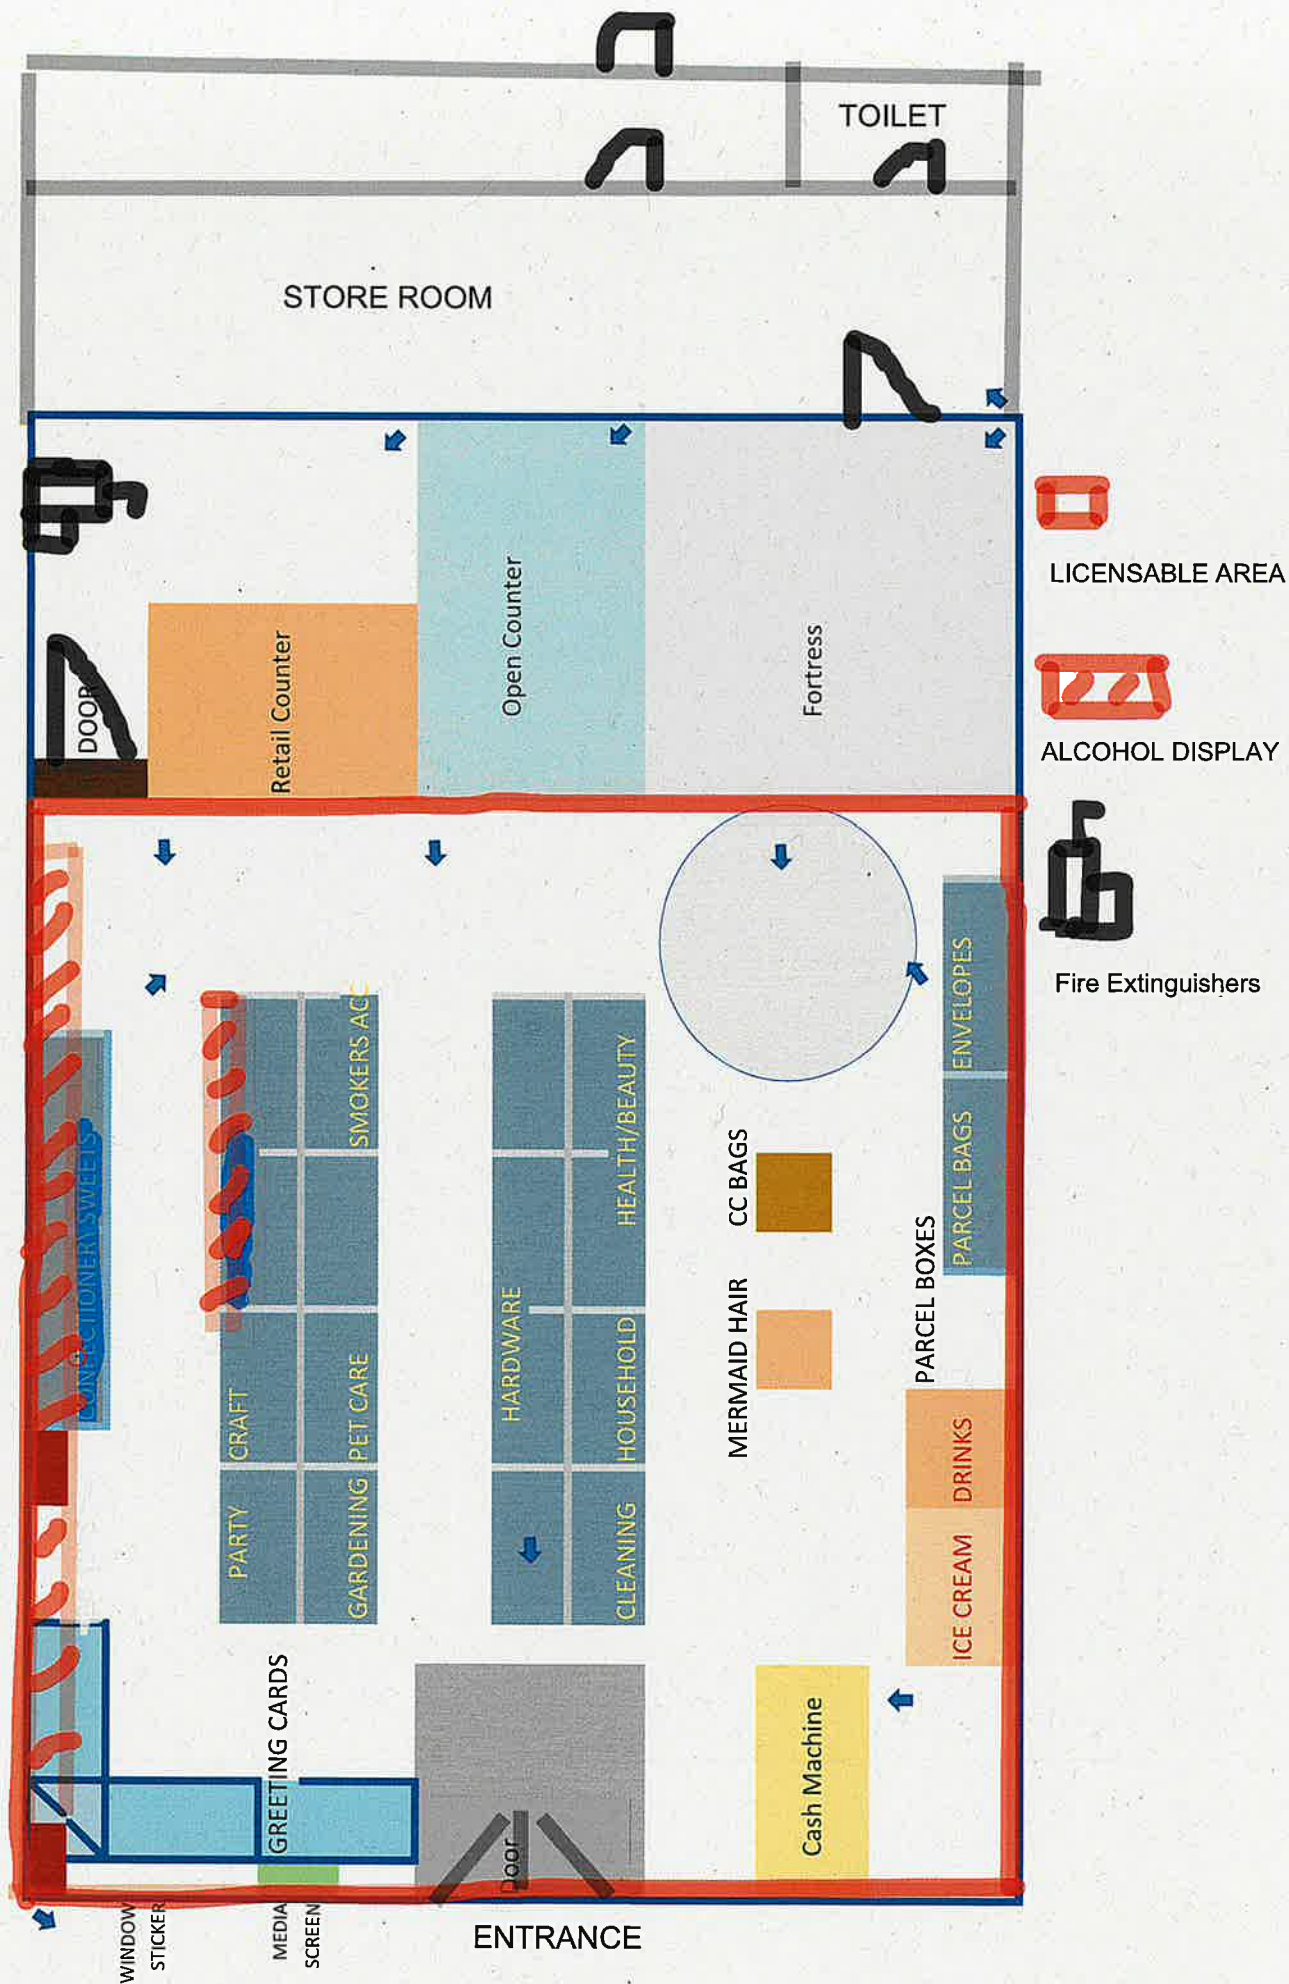 TOILET
STORE ROOM
DOOR
Retail Counter
Open Counter
Fortress
LICENSABLE AREA
ALCOHOL DISPLAY
Fire Extinguishers
CONFECTIONERY SWEETS
SMOKERS ACC
HEALTH/BEAUTY
ENVELOPES
PARCEL BAGS
CC BAGS
MERMAID HAIR
PARCEL BOXES
PARTY
CRAFT
GARDENING
PET CARE
HARDWARE
HOUSEHOLD
CLEANING
DRINKS
ICE CREAM
GREETING CARDS
Door
Cash Machine
WINDOW
STICKER
MEDIA
SCREEN
ENTRANCE